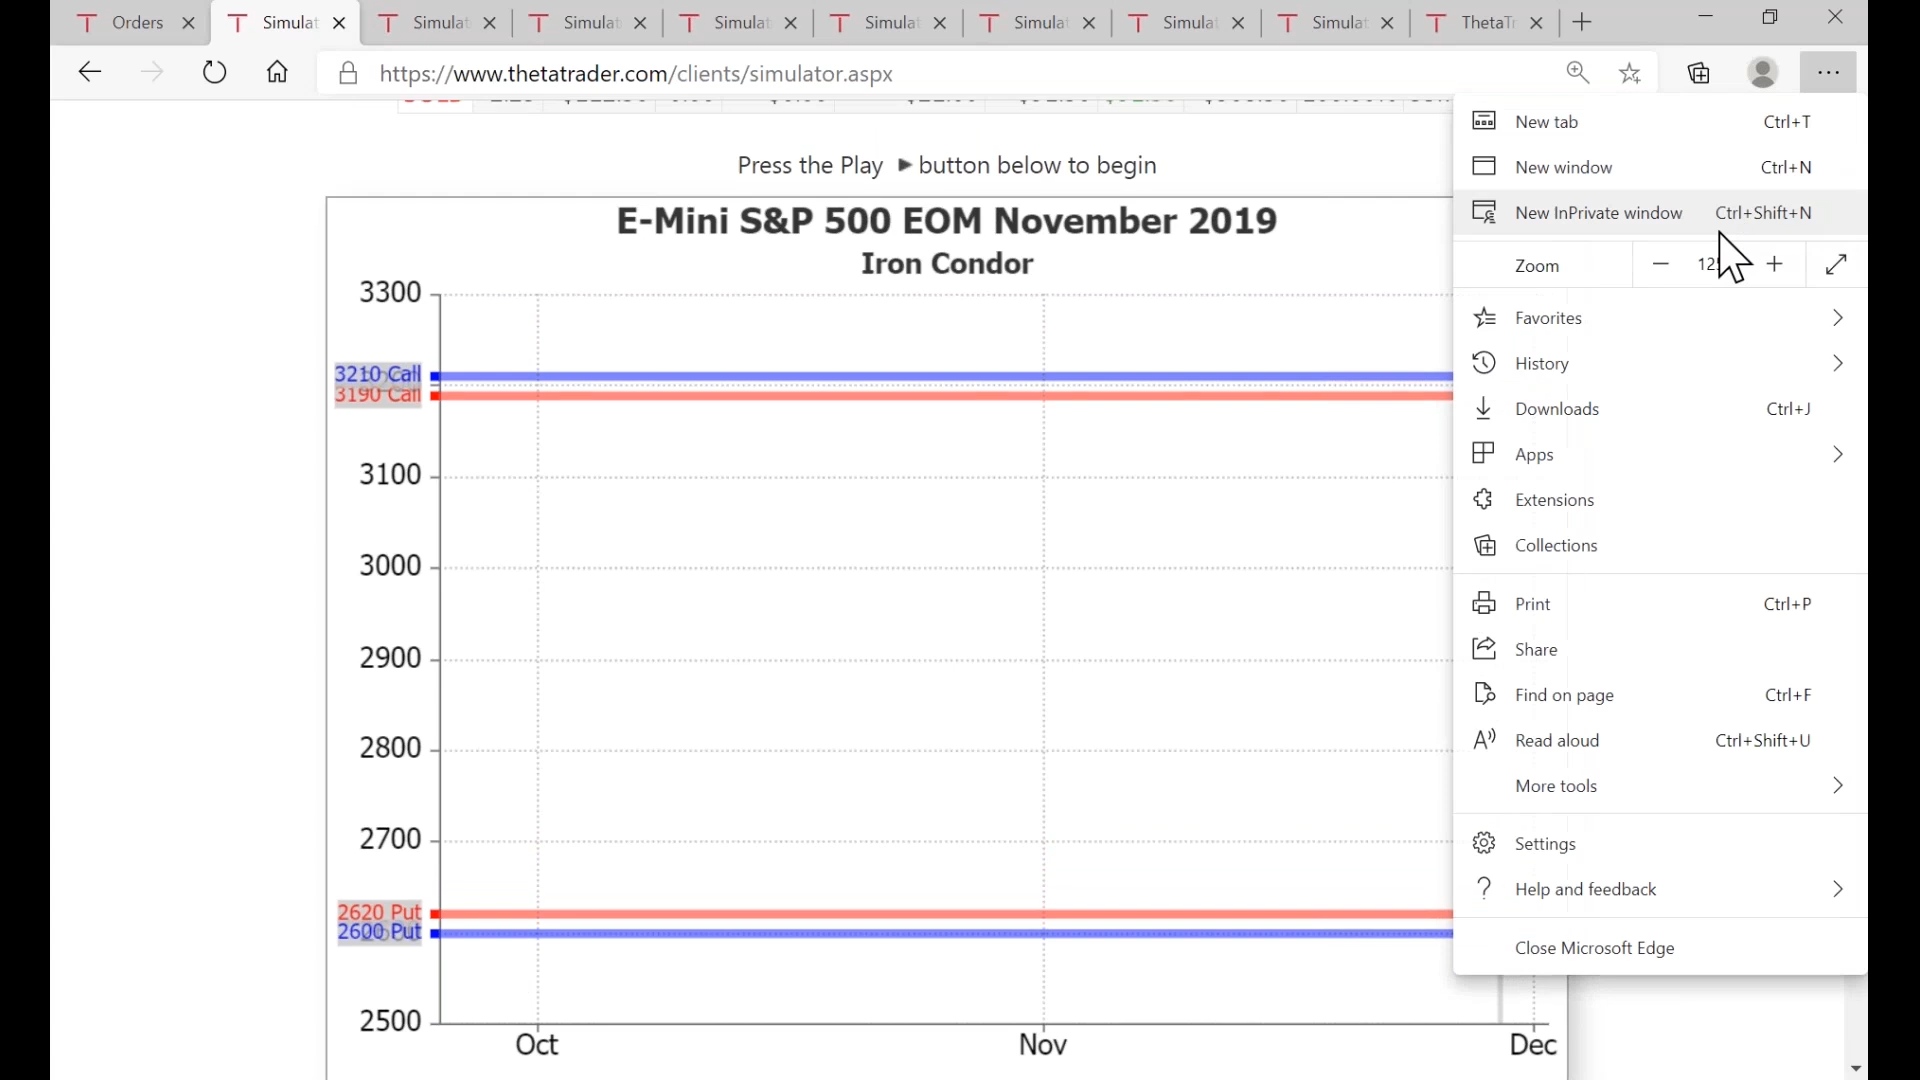 Orders
Simulat
Simulat
Simulat
Simulat
Simulat
Simulat
Simulat
Simulat
ThetaTr
https://www.thetatrader.com/clients/simulator.aspx
Press the Play ▶ button below to begin
E-Mini S&P 500 EOM November 2019
Iron Condor
3300
3210 Call
3190 Call
3100
3000
2900
2800
2700
2620 Put
2600 Put
2500
Oct Nov Dec
New tab Ctrl+T
New window Ctrl+N
New InPrivate window Ctrl+Shift+N
Zoom
Favorites
History
Downloads Ctrl+J
Apps
Extensions
Collections
Print Ctrl+P
Share
Find on page Ctrl+F
Read aloud Ctrl+Shift+U
More tools
Settings
Help and feedback
Close Microsoft Edge